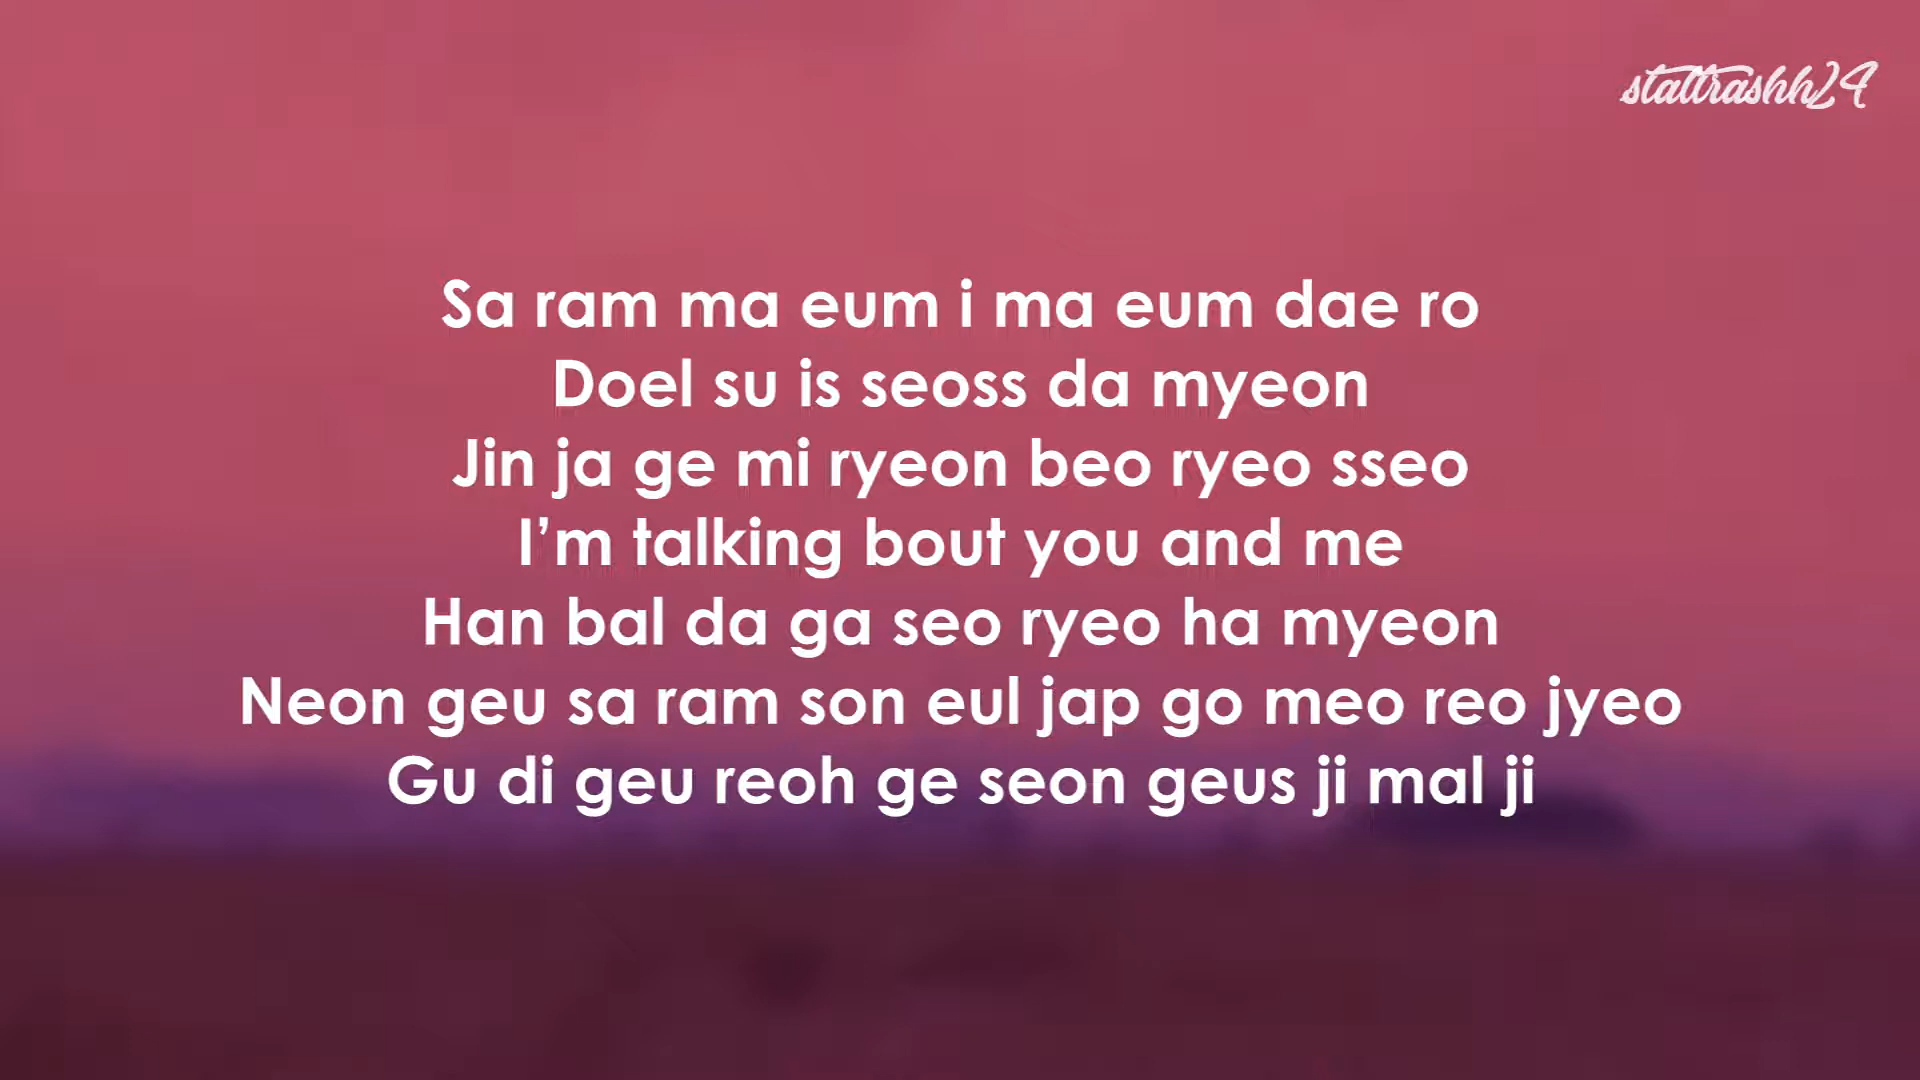 stattrashh24
Sa ram ma eum i ma eum dae ro
Doel su is seoss da myeon
Jin ja ge mi ryeon beo ryeo sseo
I’m talking bout you and me
Han bal da ga seo ryeo ha myeon
Neon geu sa ram son eul jap go meo reo jyeo
Gu di geu reoh ge seon geus ji mal ji